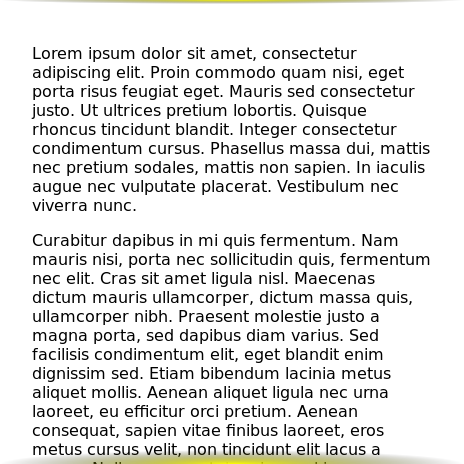 Lorem ipsum dolor sit amet, consectetur
adipiscing elit. Proin commodo quam nisi, eget
porta risus feugiat eget. Mauris sed consectetur
justo. Ut ultrices pretium lobortis. Quisque
rhoncus tincidunt blandit. Integer consectetur
condimentum cursus. Phasellus massa dui, mattis
nec pretium sodales, mattis non sapien. In iaculis
augue nec vulputate placerat. Vestibulum nec
viverra nunc.
Curabitur dapibus in mi quis fermentum. Nam
mauris nisi, porta nec sollicitudin quis, fermentum
nec elit. Cras sit amet ligula nisl. Maecenas
dictum mauris ullamcorper, dictum massa quis,
ullamcorper nibh. Praesent molestie justo a
magna porta, sed dapibus diam varius. Sed
facilisis condimentum elit, eget blandit enim
dignissim sed. Etiam bibendum lacinia metus
aliquet mollis. Aenean aliquet ligula nec urna
laoreet, eu efficitur orci pretium. Aenean
consequat, sapien vitae finibus laoreet, eros
metus cursus velit, non tincidunt elit lacus a